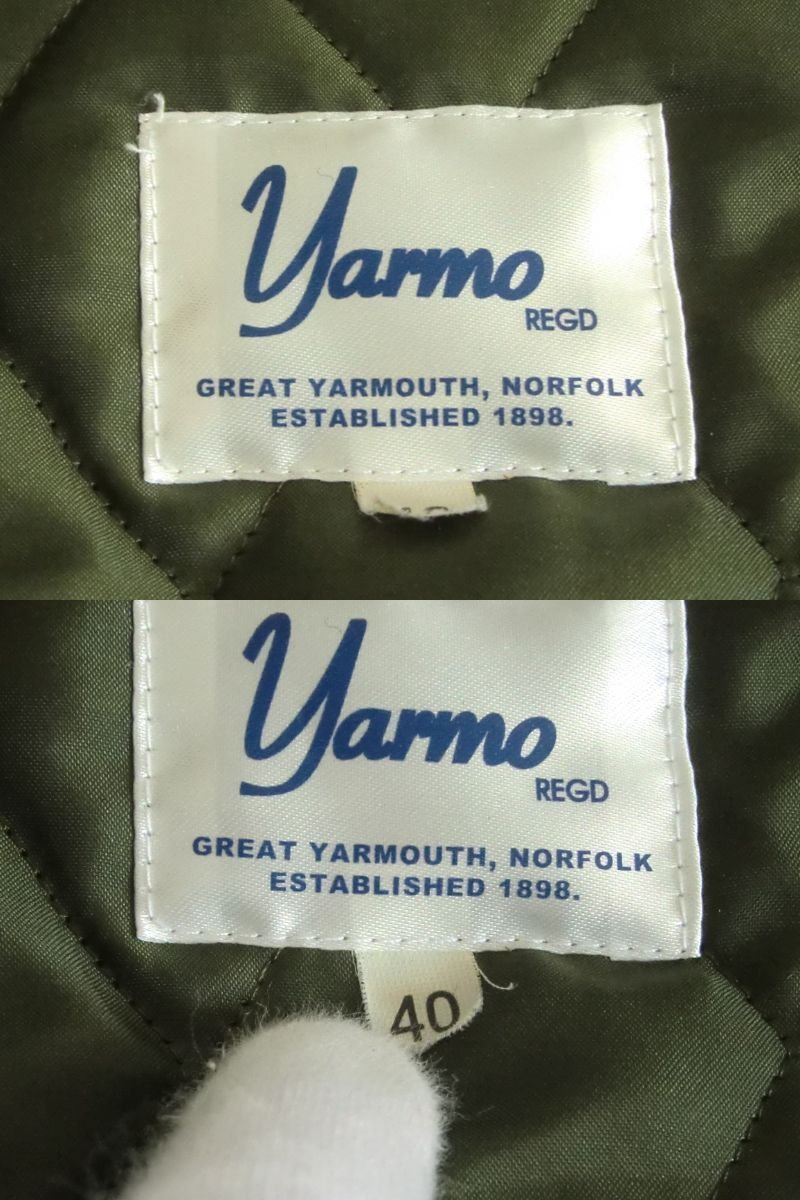 Yarmo
REGD
GREAT YARMOUTH, NORFOLK
ESTABLISHED 1898.
Yarmo
REGD
GREAT YARMOUTH, NORFOLK
ESTABLISHED 1898.
40